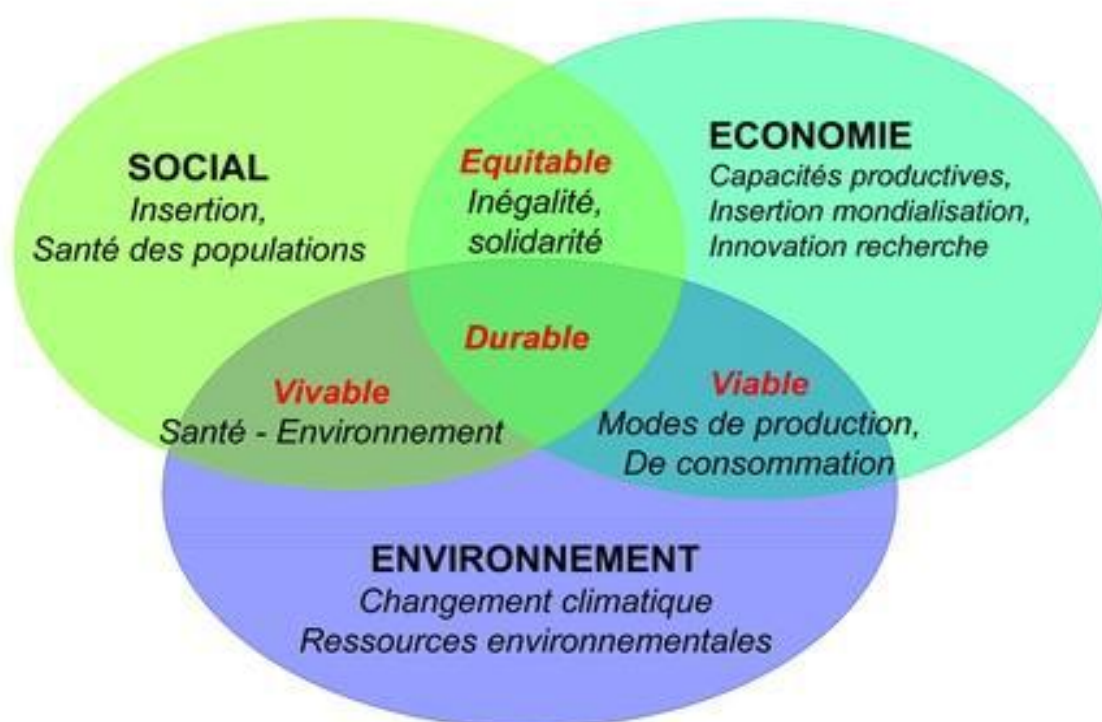 SOCIAL
Insertion,
Santé des populations
Equitable
Inégalité,
solidarité
ECONOMIE
Capacités productives,
Insertion mondialisation,
Innovation recherche
Durable
Vivable
Santé - Environnement
Viable
Modes de production,
De consommation
ENVIRONNEMENT
Changement climatique
Ressources environnementales